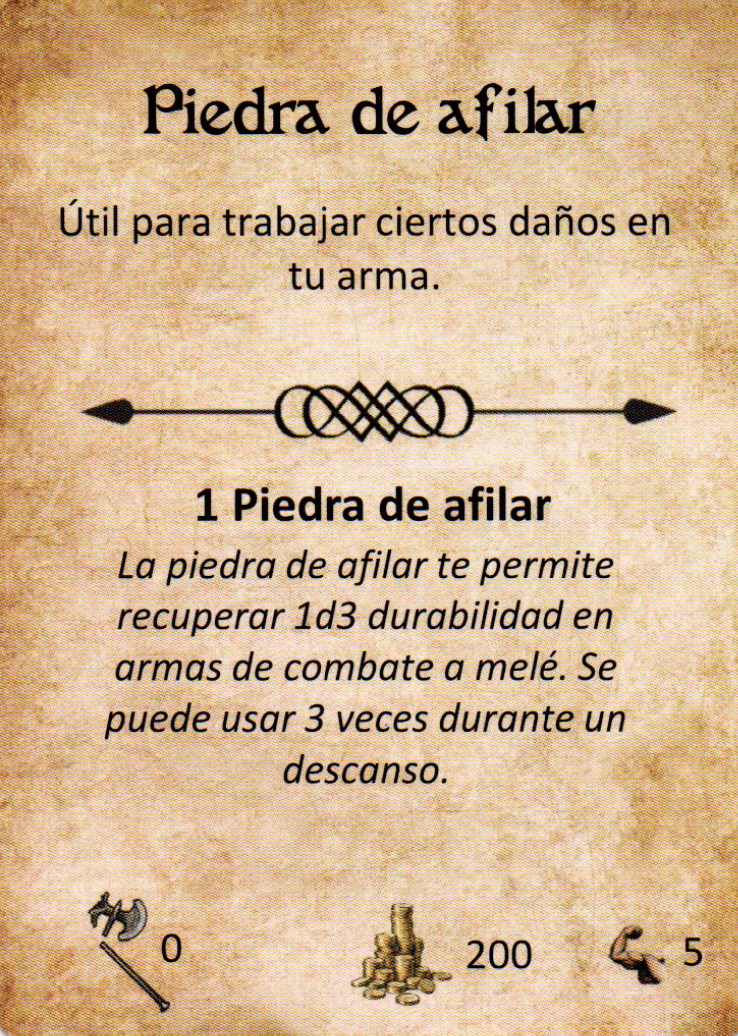 Piedra de afilar
Útil para trabajar ciertos daños en
tu arma.
1 Piedra de afilar
La piedra de afilar te permite
recuperar 1d3 durabilidad en
armas de combate a melé. Se
puede usar 3 veces durante un
descanso.
0 200 5